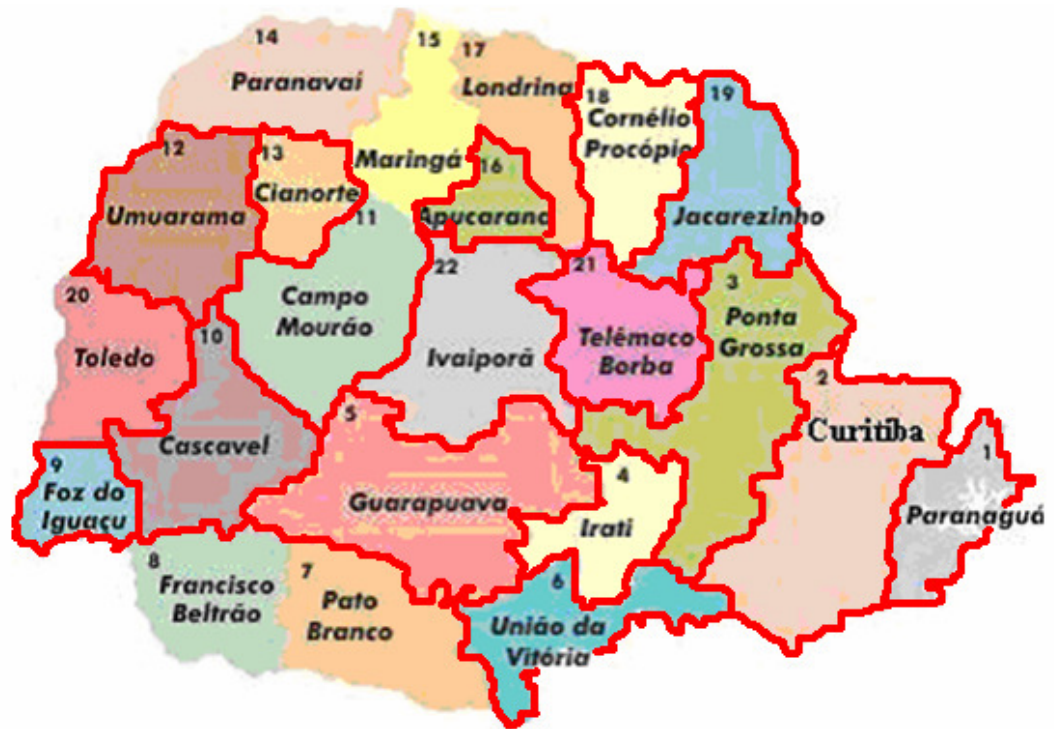 14
Paranavaí
15
17
Londrina
18
Cornélio
Procópio
19
Jacarezinho
12
Umuarama
13
Cianorte
Maringá
16
Apucarana
11
Campo
Mourão
22
Ivaiporã
21
Telêmaco
Borba
3
Ponta
Grossa
20
Toledo
10
Cascavel
5
Guarapuava
2
Curitiba
1
Paranaguá
9
Foz do
Iguaçu
4
Irati
8
Francisco
Beltrão
7
Pato
Branco
6
União da
Vitória